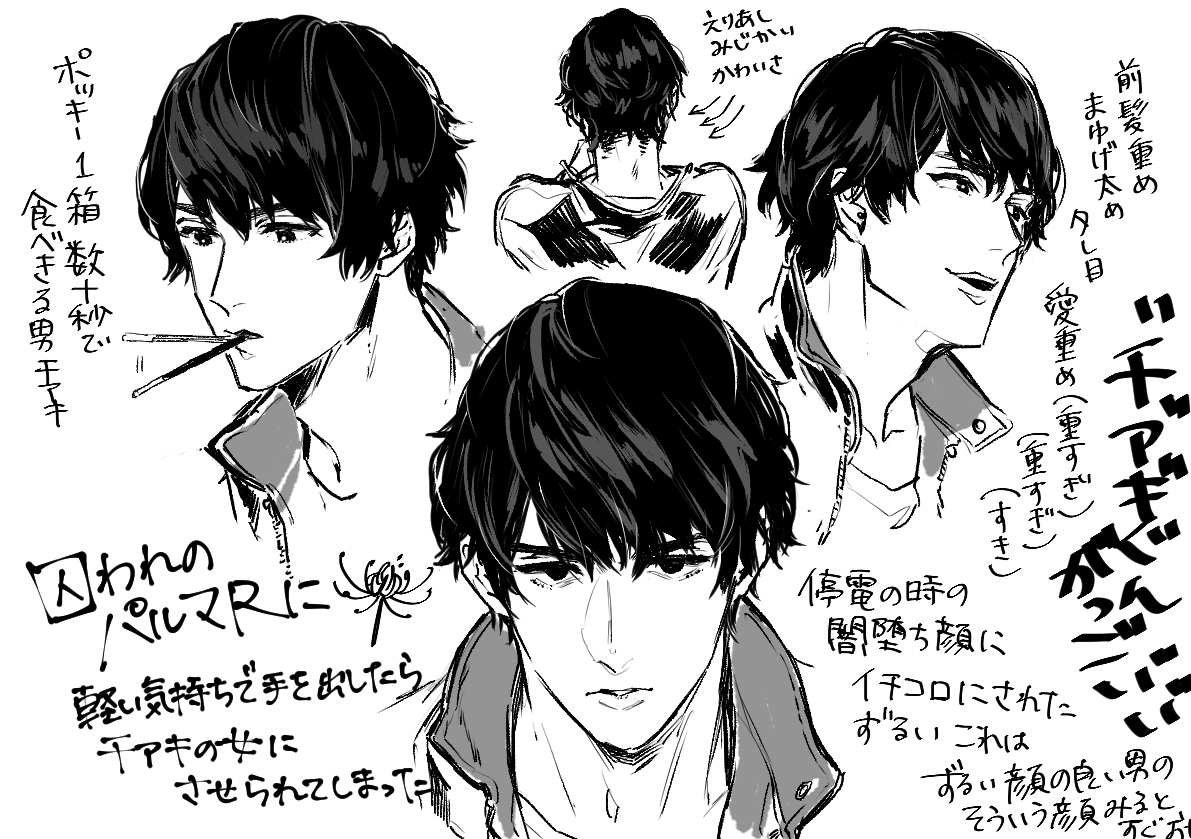 ポッキー1箱数十秒で
食べきる男チアキ
えりあし
みじかい
かわいさ
前髪重め
まゆげ太め
タレ目
愛重め(重すぎ)
(重すぎ)
(すき)
"チアギぐん
かっごいいい
囚われの
パルマRに
軽い気持ちで手を出したら
チアキの女に
させられてしまった
停電の時の
闇堕ち顔に
イチコロにされた
ずるい これは
ずるい顔の良い男の
そういう顔みると